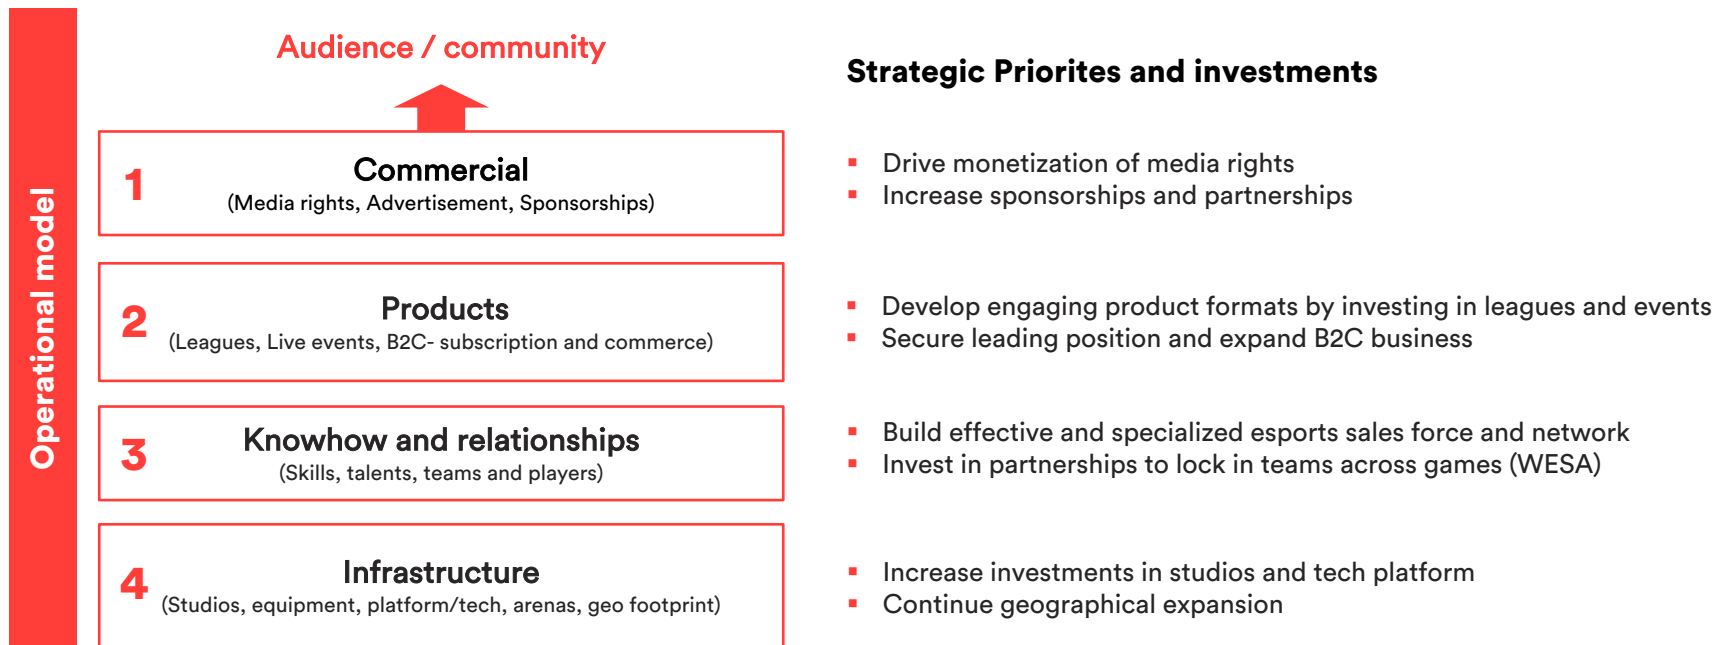 Operational model
Audience / community
1
Commercial
(Media rights, Advertisement, Sponsorships)
2
Products
(Leagues, Live events, B2C- subscription and commerce)
3
Knowhow and relationships
(Skills, talents, teams and players)
4
Infrastructure
(Studios, equipment, platform/tech, arenas, geo footprint)
Strategic Priorites and investments
▪ Drive monetization of media rights
▪ Increase sponsorships and partnerships
▪ Develop engaging product formats by investing in leagues and events
▪ Secure leading position and expand B2C business
▪ Build effective and specialized esports sales force and network
▪ Invest in partnerships to lock in teams across games (WESA)
▪ Increase investments in studios and tech platform
▪ Continue geographical expansion